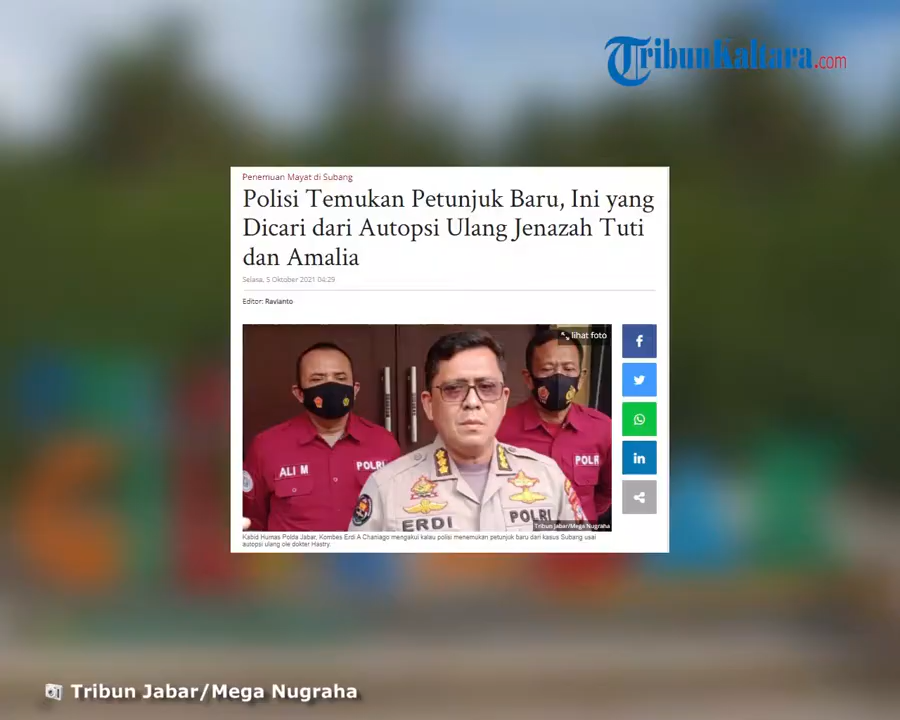 TribunKaltara.com
Penemuan Mayat di Subang
Polisi Temukan Petunjuk Baru, Ini yang
Dicari dari Autopsi Ulang Jenazah Tuti
dan Amalia
Selasa, 5 Oktober 2021 04:29
Editor: Ravianto
lihat foto
ALI M
POLRI
POLR
ERDI
POLRI
Tribun Jabar/Mega Nugraha
Kabid Humas Polda Jabar, Kombes Erdi A Chaniago mengakui kalau polisi menemukan petunjuk baru dari kasus Subang usai
autopsi ulang ole dokter Hastry.
Tribun Jabar/Mega Nugraha